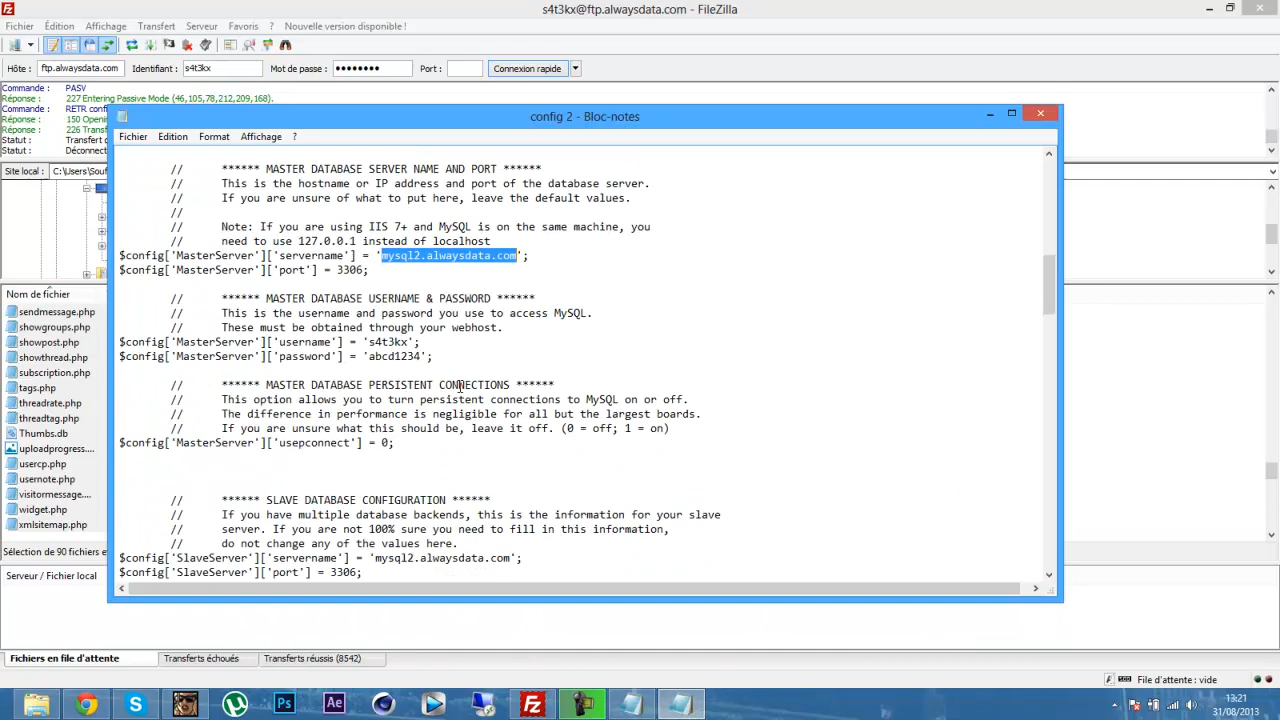 s4t3kx@ftp.alwaysdata.com - FileZilla
Fichier Édition Affichage Transfert Serveur Favoris ? Nouvelle version disponible !
Hôte : ftp.alwaysdata.com Identifiant : s4t3kx Mot de passe : ●●●●●●●● Port : Connexion rapide
Commande : PASV
Réponse : 227 Entering Passive Mode (46,105,78,212,209,168).
Commande : RETR conf
Réponse : 150 Opening
Réponse : 226 Transf
Statut : Transfert d
Statut : Déconnect
Site local : C:\Users\Souf
config 2 - Bloc-notes
Fichier Edition Format Affichage ?
// ****** MASTER DATABASE SERVER NAME AND PORT ******
// This is the hostname or IP address and port of the database server.
// If you are unsure of what to put here, leave the default values.
//
// Note: If you are using IIS 7+ and MySQL is on the same machine, you
// need to use 127.0.0.1 instead of localhost
$config['MasterServer']['servername'] = 'mysql2.alwaysdata.com';
$config['MasterServer']['port'] = 3306;
// ****** MASTER DATABASE USERNAME & PASSWORD ******
// This is the username and password you use to access MySQL.
// These must be obtained through your webhost.
$config['MasterServer']['username'] = 's4t3kx';
$config['MasterServer']['password'] = 'abcd1234';
// ****** MASTER DATABASE PERSISTENT CONNECTIONS ******
// This option allows you to turn persistent connections to MySQL on or off.
// The difference in performance is negligible for all but the largest boards.
// If you are unsure what this should be, leave it off. (0 = off; 1 = on)
$config['MasterServer']['usepconnect'] = 0;
// ****** SLAVE DATABASE CONFIGURATION ******
// If you have multiple database backends, this is the information for your slave
// server. If you are not 100% sure you need to fill in this information,
// do not change any of the values here.
$config['SlaveServer']['servername'] = 'mysql2.alwaysdata.com';
$config['SlaveServer']['port'] = 3306;
Nom de fichier
sendmessage.php
showgroups.php
showpost.php
showthread.php
subscription.php
tags.php
threadrate.php
threadtag.php
Thumbs.db
uploadprogress....
usercp.php
usernote.php
visitormessage....
widget.php
xmlsitemap.php
Sélection de 90 fichiers et
Serveur / Fichier local
Fichiers en file d'attente Transferts échoués Transferts réussis (8542)
File d'attente : vide
Ps Ae Fz
13:21
31/08/2013